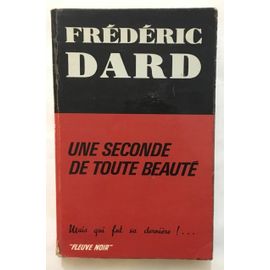 FRÉDÉRIC
DARD
UNE SECONDE
DE TOUTE BEAUTÉ
Mais qui fut sa dernière !...
"FLEUVE NOIR"